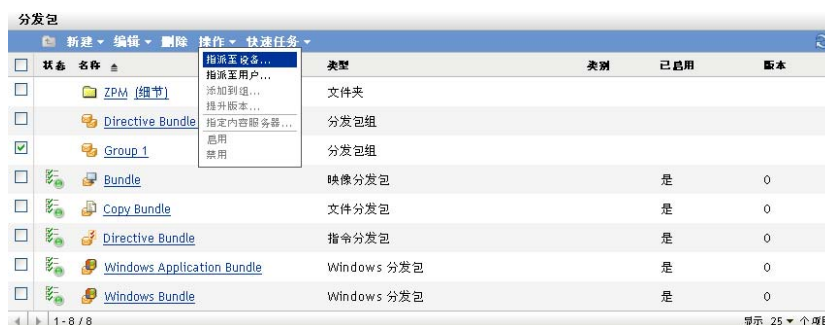 分发包
新建 编辑 删除 操作 快速任务
状态 名称 类型 类别 已启用 版本
指派至设备...
指派至用户...
添加到组...
提升版本...
指定内容服务器...
启用
禁用
ZPM (细节) 文件夹
Directive Bundle 分发包组
Group 1 分发包组
Bundle 映像分发包 是 0
Copy Bundle 文件分发包 是 0
Directive Bundle 指令分发包 是 0
Windows Application Bundle Windows 分发包 是 0
Windows Bundle Windows 分发包 是 0
1 - 8 / 8 显示 25 个项目